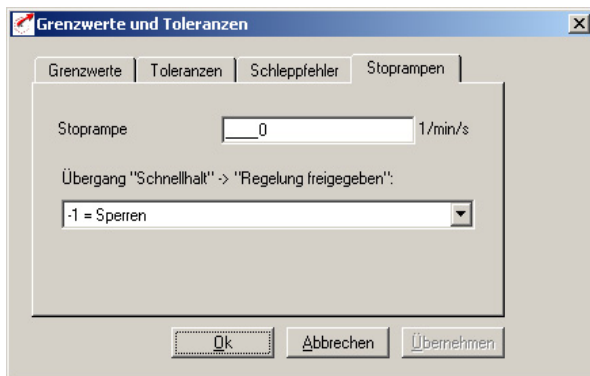 Grenzwerte und Toleranzen
Grenzwerte Toleranzen Schleppfehler Stoprampen
Stoprampe ____0 1/min/s
Übergang "Schnellhalt" -> "Regelung freigegeben":
-1 = Sperren
Ok Abbrechen Übernehmen